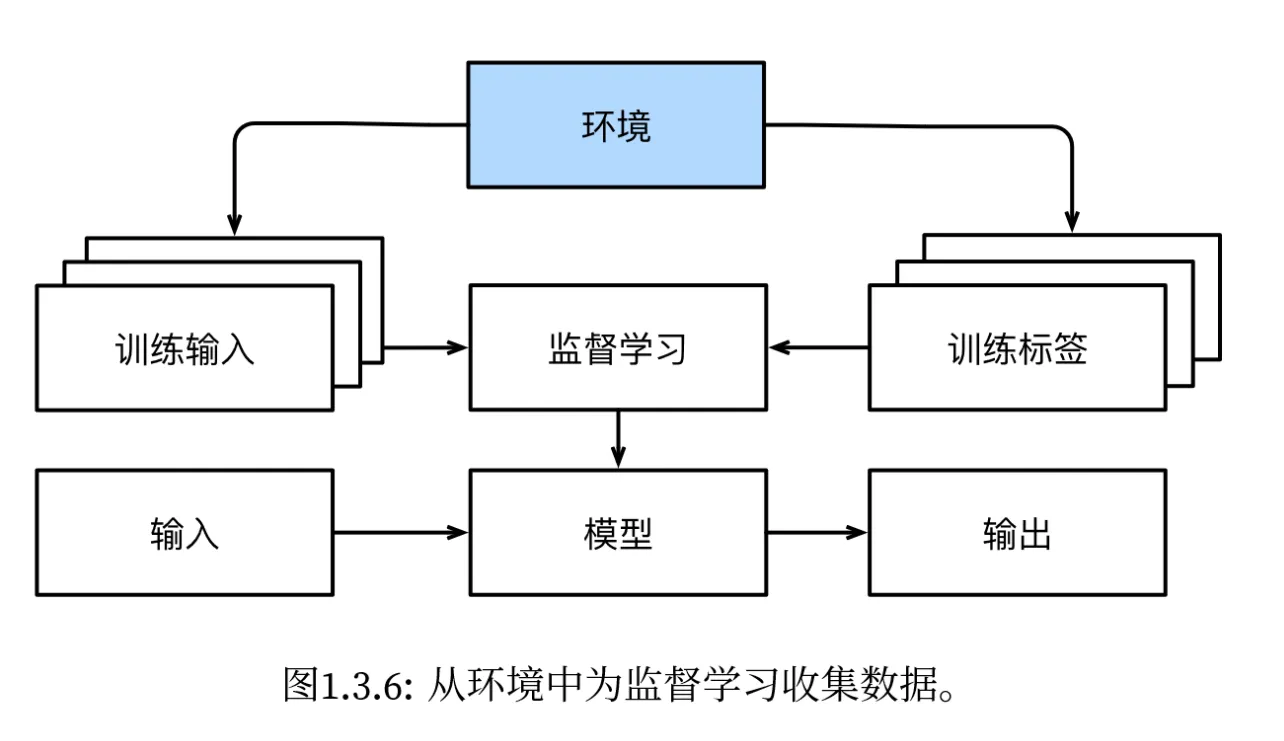 环境
训练输入
监督学习
训练标签
输入
模型
输出
图1.3.6: 从环境中为监督学习收集数据。